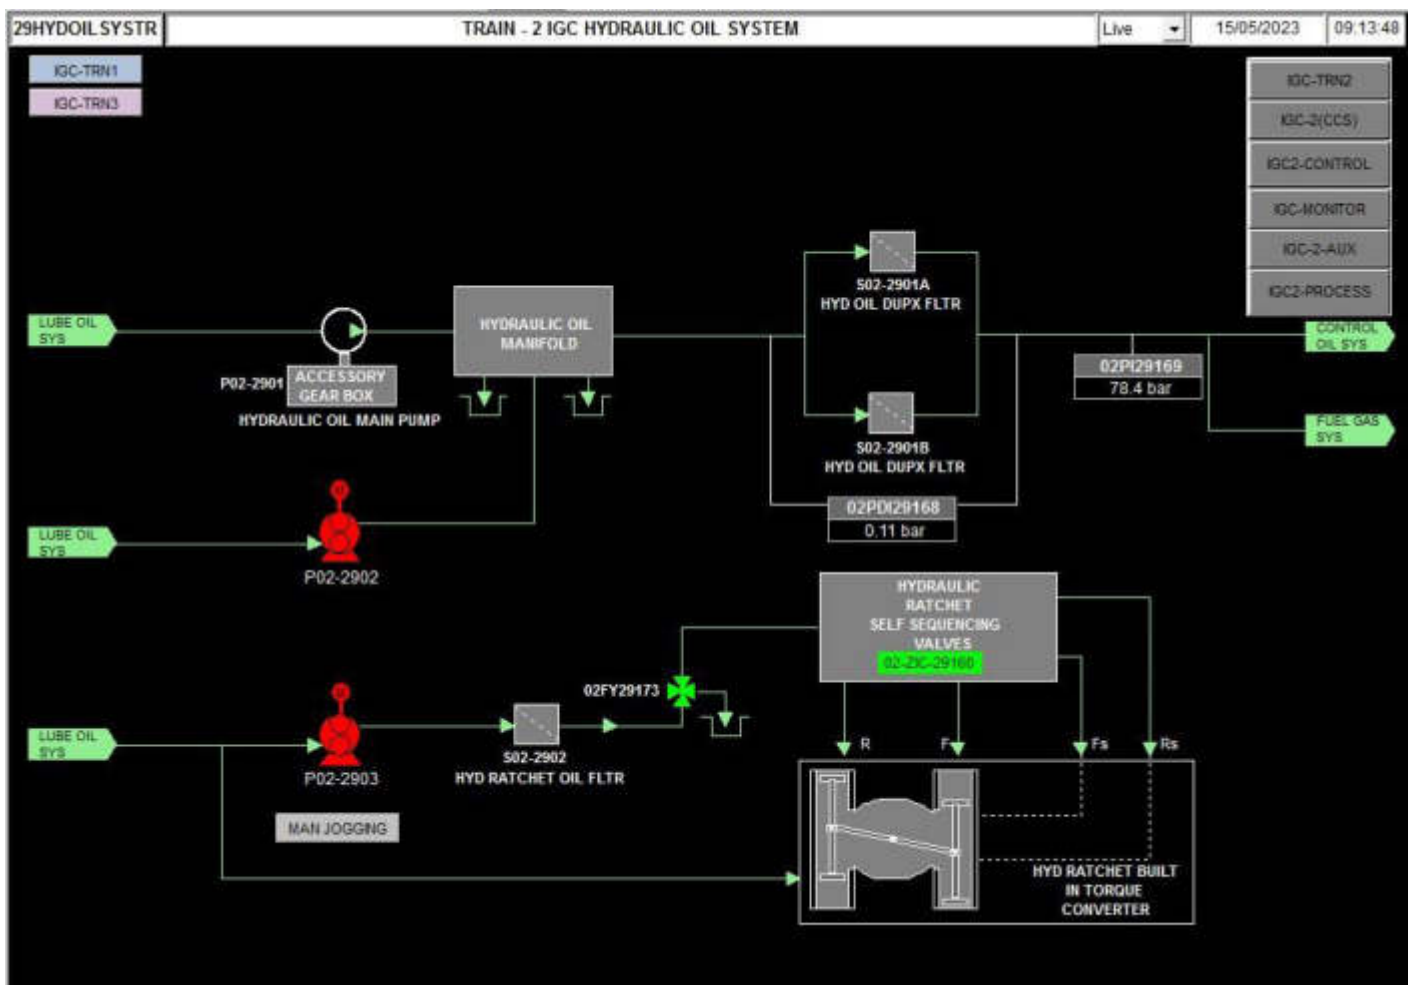 29HYDOILSYSTR
TRAIN - 2 IGC HYDRAULIC OIL SYSTEM
Live
15/05/2023
09:13:48
IGC-TRN1
IGC-TRN3
IGC-TRN2
IGC-2(CCS)
IGC2-CONTROL
IGC-MONITOR
IGC-2-AUX
IGC2-PROCESS
S02-2901A
HYD OIL DUPX FLTR
LUBE OIL
SYS
HYDRAULIC OIL
MANIFOLD
CONTROL
OIL SYS
P02-2901
ACCESSORY
GEAR BOX
HYDRAULIC OIL MAIN PUMP
02PI29169
78.4 bar
FUEL GAS
SYS
S02-2901B
HYD OIL DUPX FLTR
02PDI29168
0.11 bar
LUBE OIL
SYS
P02-2902
HYDRAULIC
RATCHET
SELF SEQUENCING
VALVES
02-ZIC-29160
02FY29173
LUBE OIL
SYS
P02-2903
S02-2902
HYD RATCHET OIL FLTR
R
F
Fs
Rs
MAN JOGGING
HYD RATCHET BUILT
IN TORQUE
CONVERTER